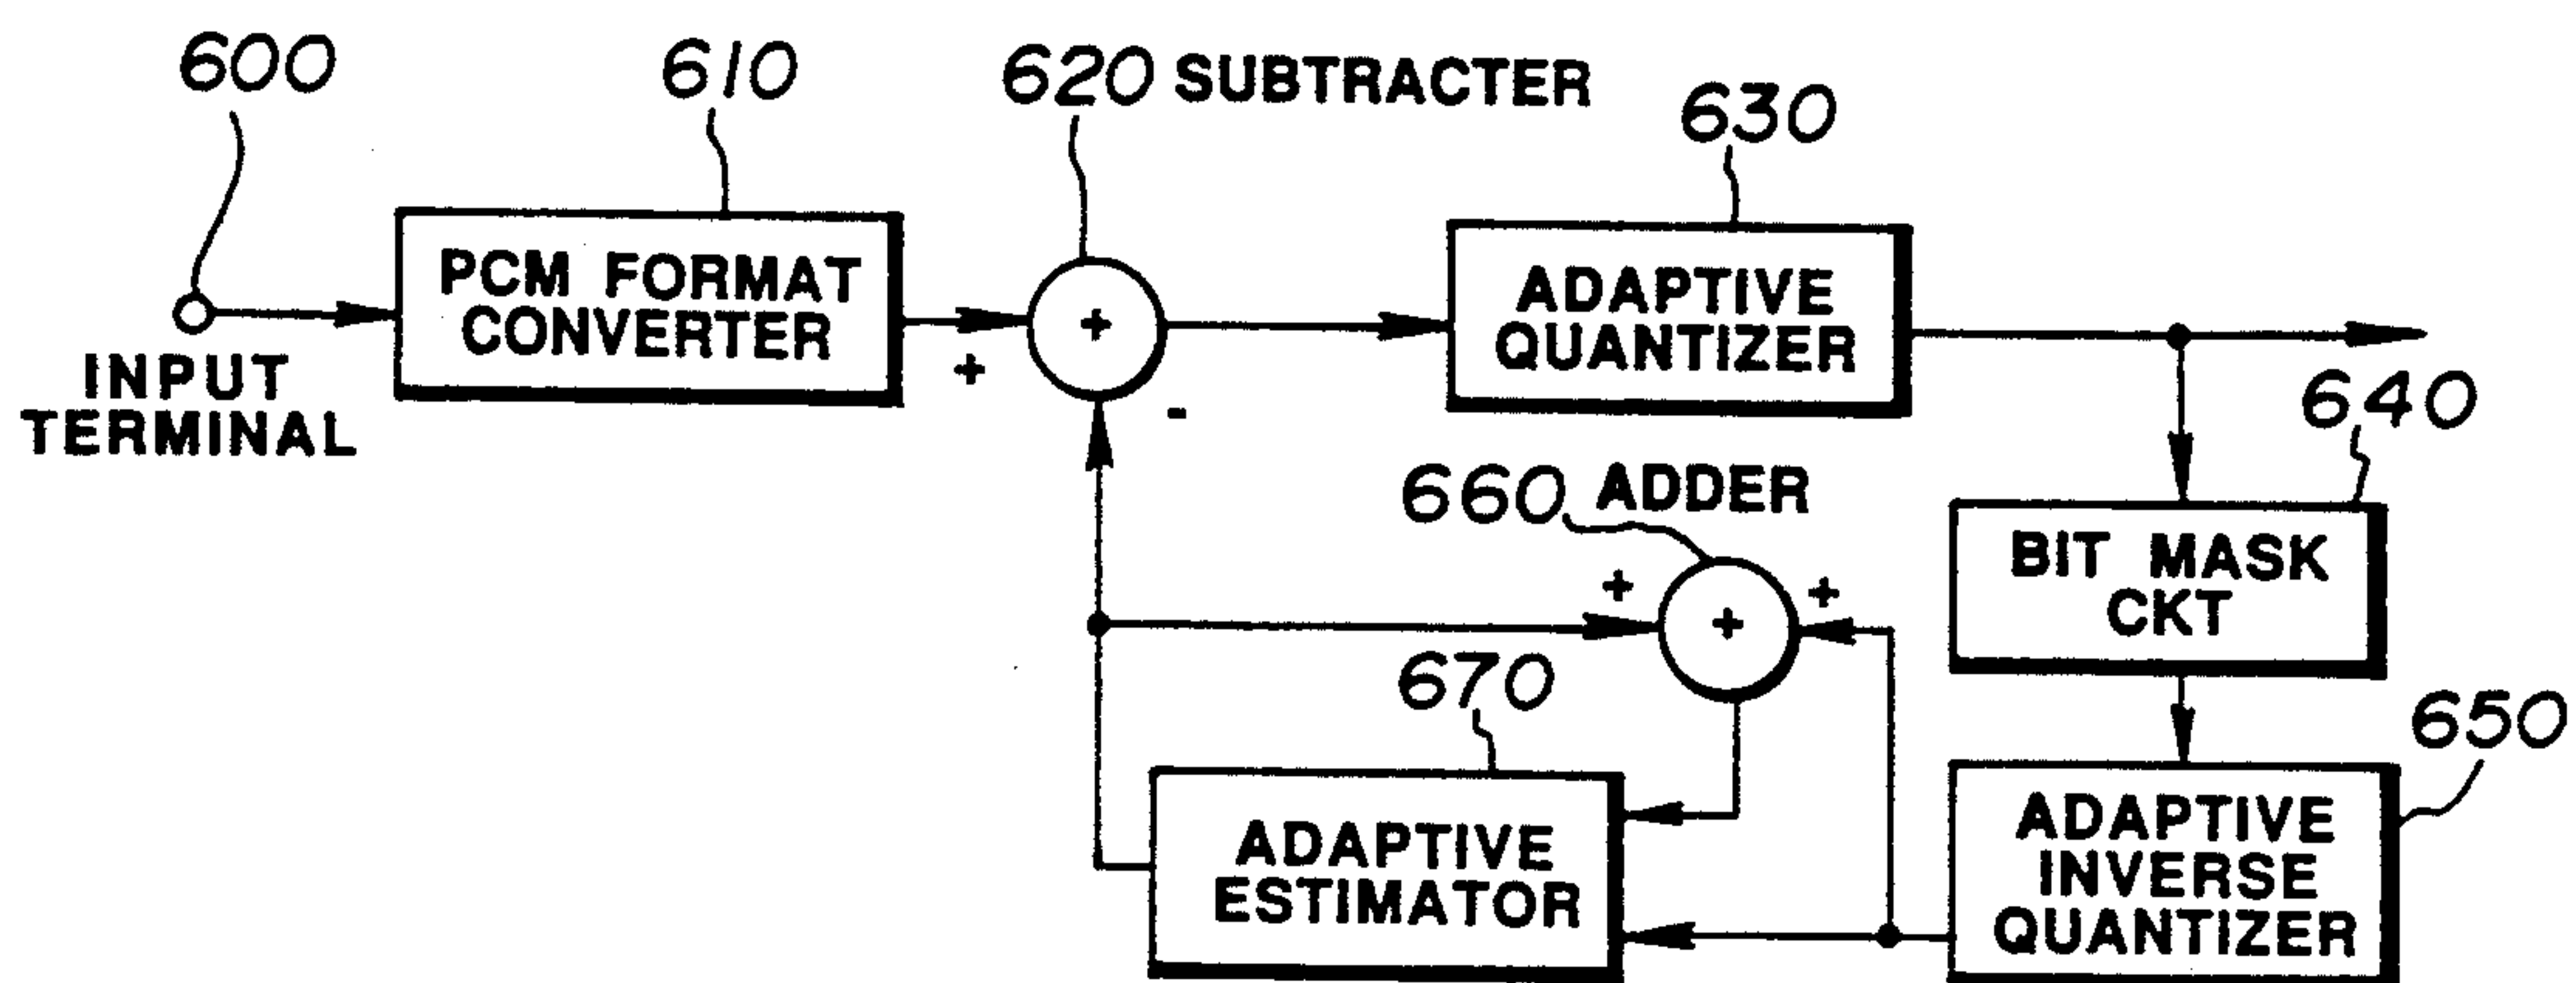 600
610
620 SUBTRACTER
630
PCM FORMAT
CONVERTER
+
+
-
INPUT
TERMINAL
ADAPTIVE
QUANTIZER
640
BIT MASK
CKT
660 ADDER
+
+
+
650
ADAPTIVE
INVERSE
QUANTIZER
670
ADAPTIVE
ESTIMATOR